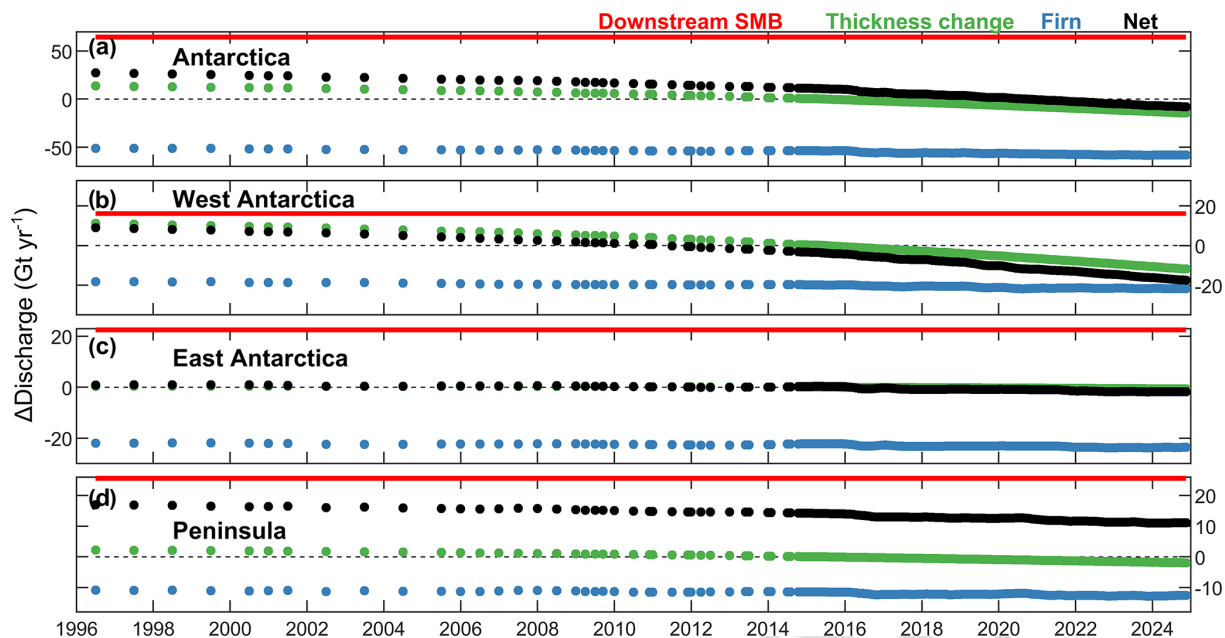 Downstream SMB Thickness change Firn Net
(a) Antarctica
50
0
-50
(b) West Antarctica
20
0
-20
ΔDischarge (Gt yr-1)
(c) East Antarctica
20
0
-20
(d) Peninsula
20
10
0
-10
1996 1998 2000 2002 2004 2006 2008 2010 2012 2014 2016 2018 2020 2022 2024